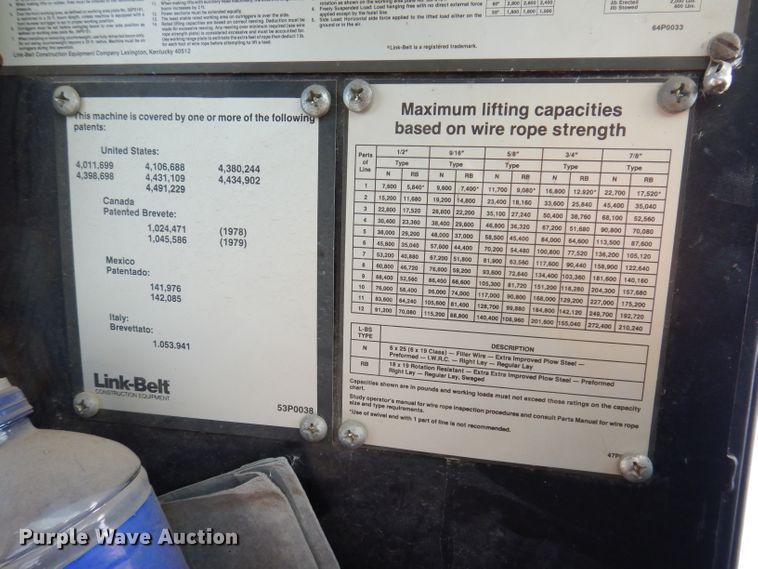 Link-Belt Construction Equipment Company Lexington, Kentucky 40512
*Link-Belt is a registered trademark.
64P0033
This machine is covered by one or more of the following
patents:
United States:
4,011,699 4,106,688 4,380,244
4,398,698 4,431,109 4,434,902
4,491,229
Canada
Patented Brevete:
1,024,471 (1978)
1,045,586 (1979)
Mexico
Patentado:
141,976
142,085
Italy:
Brevettato:
1.053.941
Link-Belt
CONSTRUCTION EQUIPMENT
53P0038
Maximum lifting capacities
based on wire rope strength
Parts of Line 1/2" 9/16" 5/8" 3/4" 7/8"
Type Type Type Type Type
N RB N RB N RB N RB N RB
1 7,600 5,840* 9,600 7,400* 11,700 9,080* 16,800 12,920* 22,700 17,520*
2 15,200 11,680 19,200 14,800 23,400 18,160 33,600 25,840 45,400 35,040
3 22,800 17,520 28,800 22,200 35,100 27,240 50,400 38,760 68,100 52,560
4 30,400 23,360 38,400 29,600 46,800 36,320 67,200 51,680 90,800 70,080
5 38,000 29,200 48,000 37,000 58,500 45,400 84,000 64,600 113,500 87,600
6 45,600 35,040 57,600 44,400 70,200 54,480 100,800 77,520 136,200 105,120
7 53,200 40,880 67,200 51,800 81,900 63,560 117,600 90,440 158,900 122,640
8 60,800 46,720 76,800 59,200 93,600 72,640 134,400 103,360 181,600 140,160
9 68,400 52,560 86,400 66,600 105,300 81,720 151,200 116,280 204,300 157,680
10 76,000 58,400 96,000 74,000 117,000 90,800 168,000 129,200 227,000 175,200
11 83,600 64,240 105,600 81,400 128,700 99,880 184,800 142,120 249,700 192,720
12 91,200 70,080 115,200 88,800 140,400 108,960 201,600 155,040 272,400 210,240
L-BS TYPE DESCRIPTION
N 6 x 25 (6 x 19 Class) — Filler Wire — Extra Improved Plow Steel —
Preformed — I.W.R.C. — Right Lay — Regular Lay
RB 18 x 19 Rotation Resistant — Extra Extra Improved Plow Steel — Preformed
Right Lay — Regular Lay, Swaged
Capacities shown are in pounds and working loads must not exceed those ratings on the capacity
chart.
Study operator's manual for wire rope inspection procedures and consult Parts Manual for wire rope
size and type requirements.
*Use of swivel end with 1 part of line is not recommended.
Purple Wave Auction